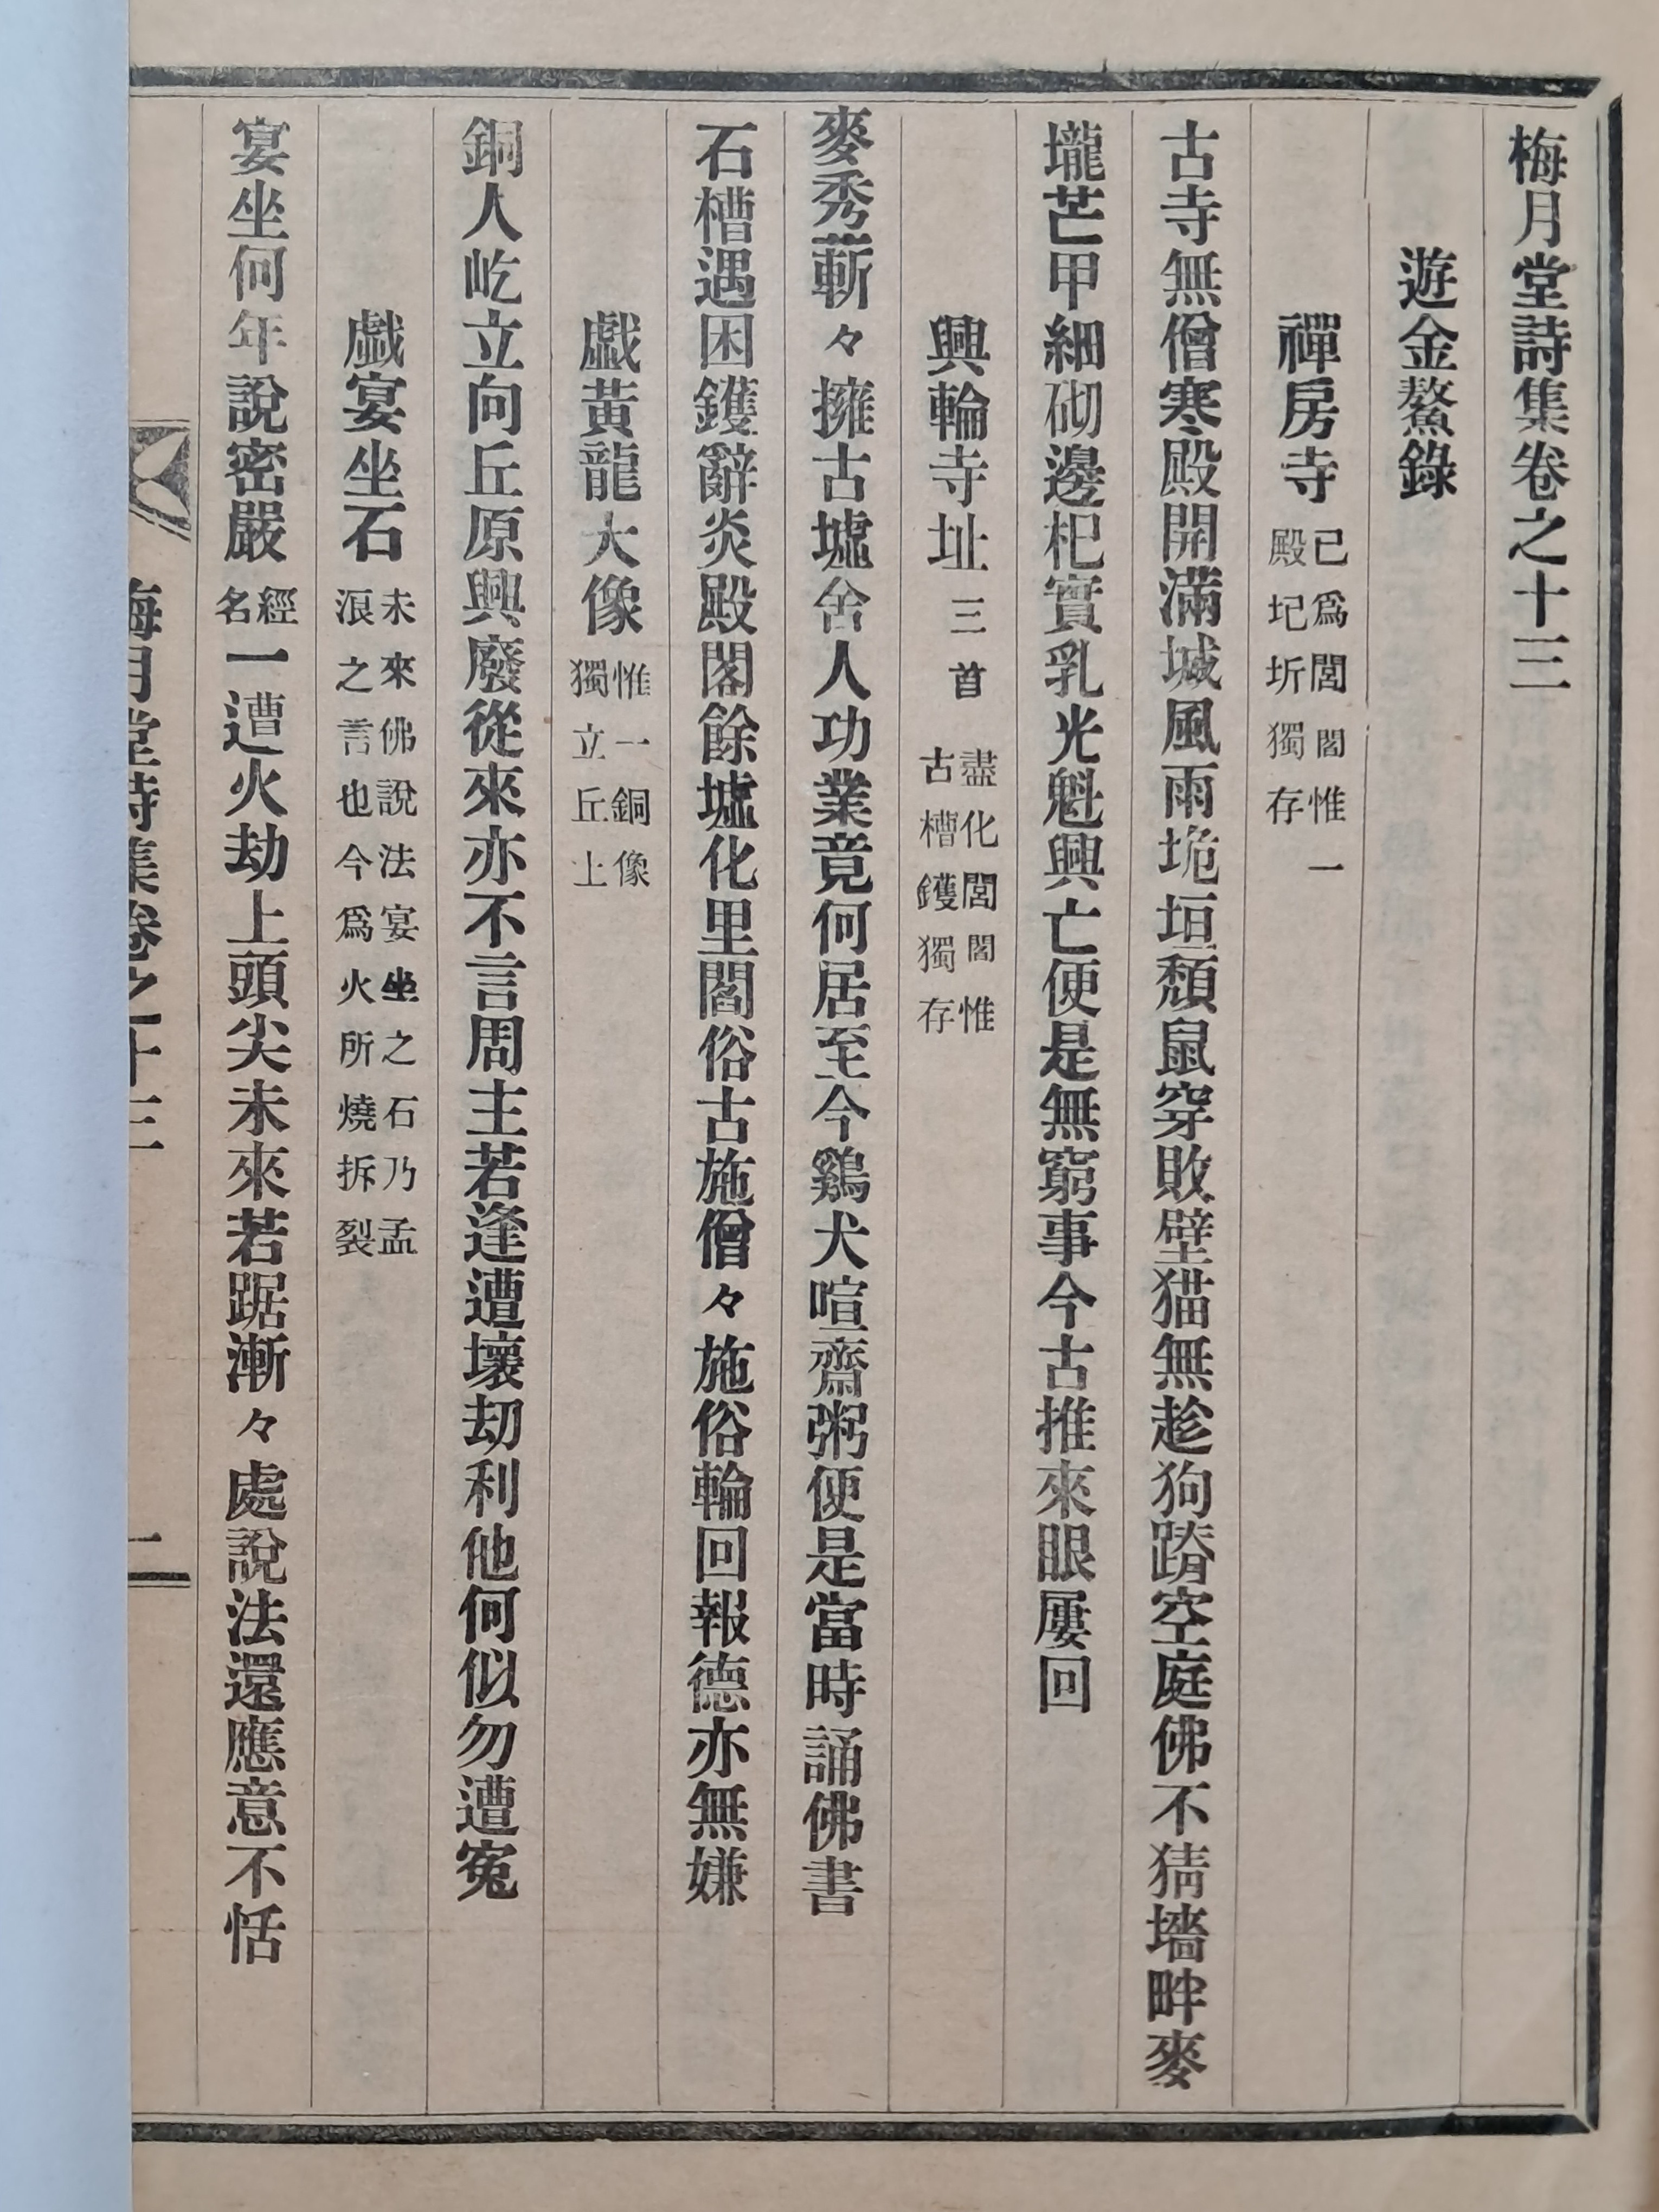 梅月堂詩集卷之十三
遊金鰲錄
禪房寺
已爲閭閻惟一
殿圮圻獨存
古寺無僧寒殿開滿城風雨垝垣頹鼠穿敗壁猫無趁狗蹐空庭佛不猜墻畔麥
壠芒甲細砌邊杞實乳光魁興亡便是無窮事今古推來眼屢回
興輪寺址三首
盡化閭閻惟
古槽鑊獨存
麥秀蔪々擁古墟舍人功業竟何居至今鷄犬喧齋粥便是當時誦佛書
石槽遇困鑊辭炎殿閣餘墟化里閻俗古施僧々施俗輪回報德亦無嫌
戱黃龍大像
惟一銅像
獨立丘上
銅人屹立向丘原興廢從來亦不言周主若逢遭壞刧利他何似勿遭寃
戱宴坐石
未來佛說法宴坐之石乃孟
浪之言也今爲火所燒拆裂
宴坐何年說密嚴經名一遭火劫上頭尖未來若踞漸々處說法還應意不恬
梅月堂詩集卷之十三